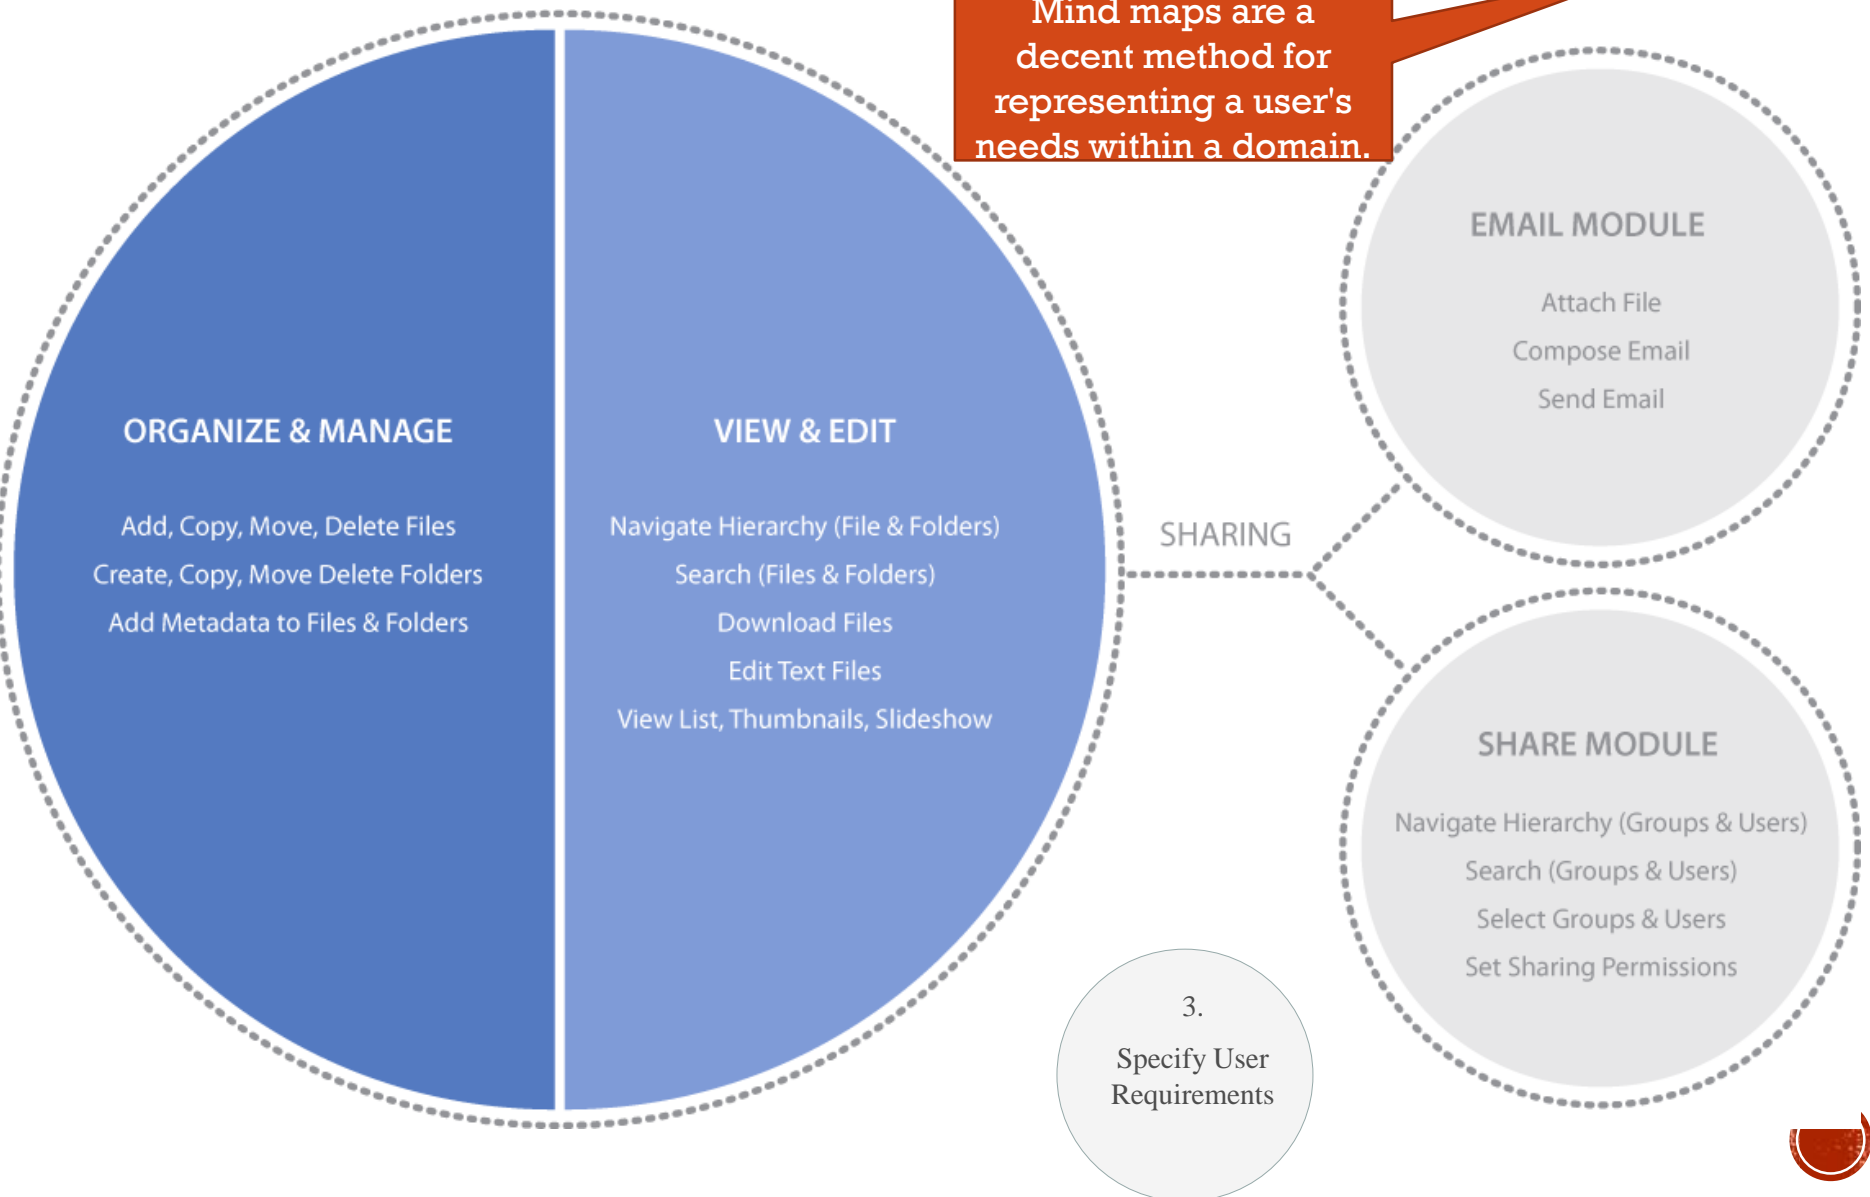 Mind maps are a
decent method for
representing a user's
needs within a domain.
ORGANIZE & MANAGE
Add, Copy, Move, Delete Files
Create, Copy, Move Delete Folders
Add Metadata to Files & Folders
VIEW & EDIT
Navigate Hierarchy (File & Folders)
Search (Files & Folders)
Download Files
Edit Text Files
View List, Thumbnails, Slideshow
SHARING
EMAIL MODULE
Attach File
Compose Email
Send Email
SHARE MODULE
Navigate Hierarchy (Groups & Users)
Search (Groups & Users)
Select Groups & Users
Set Sharing Permissions
3.
Specify User
Requirements